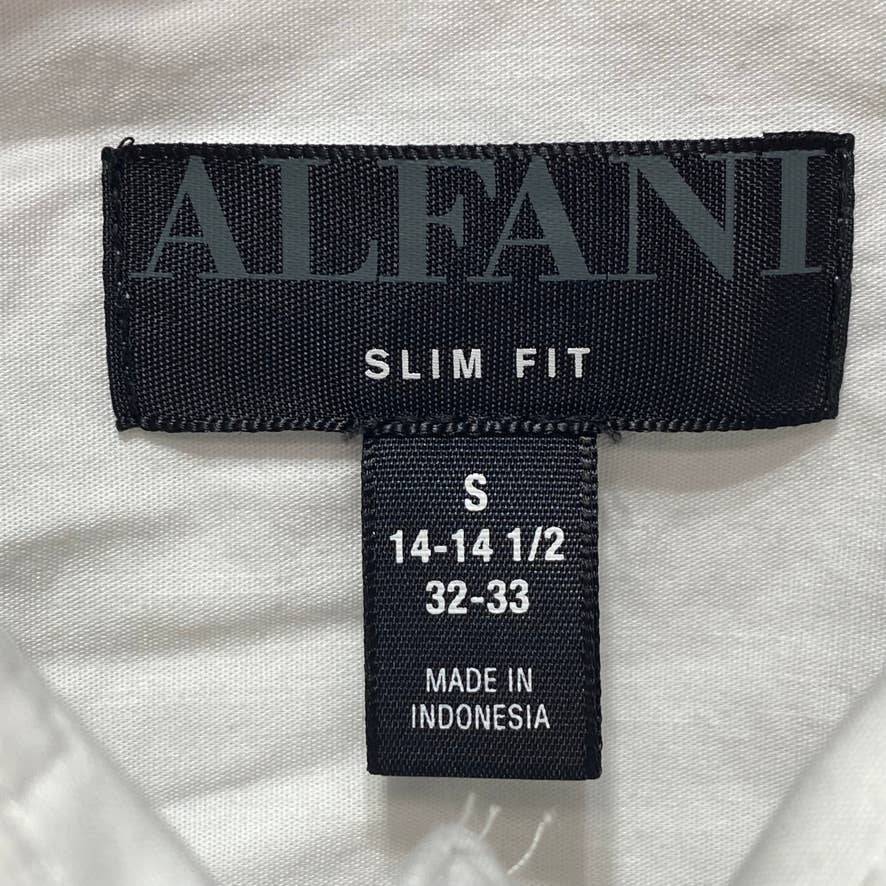 ALFANI
SLIM FIT
S
14-14 1/2
32-33
MADE IN
INDONESIA